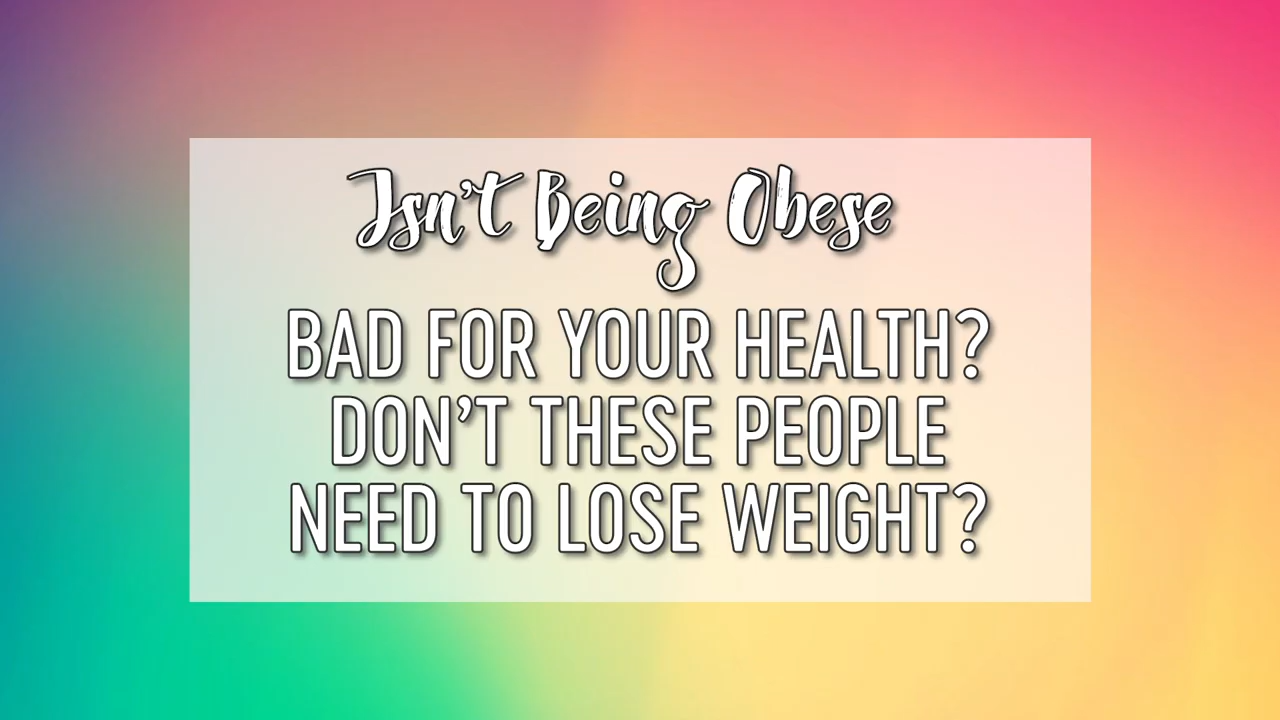 Isn't Being Obese
BAD FOR YOUR HEALTH?
DON'T THESE PEOPLE
NEED TO LOSE WEIGHT?